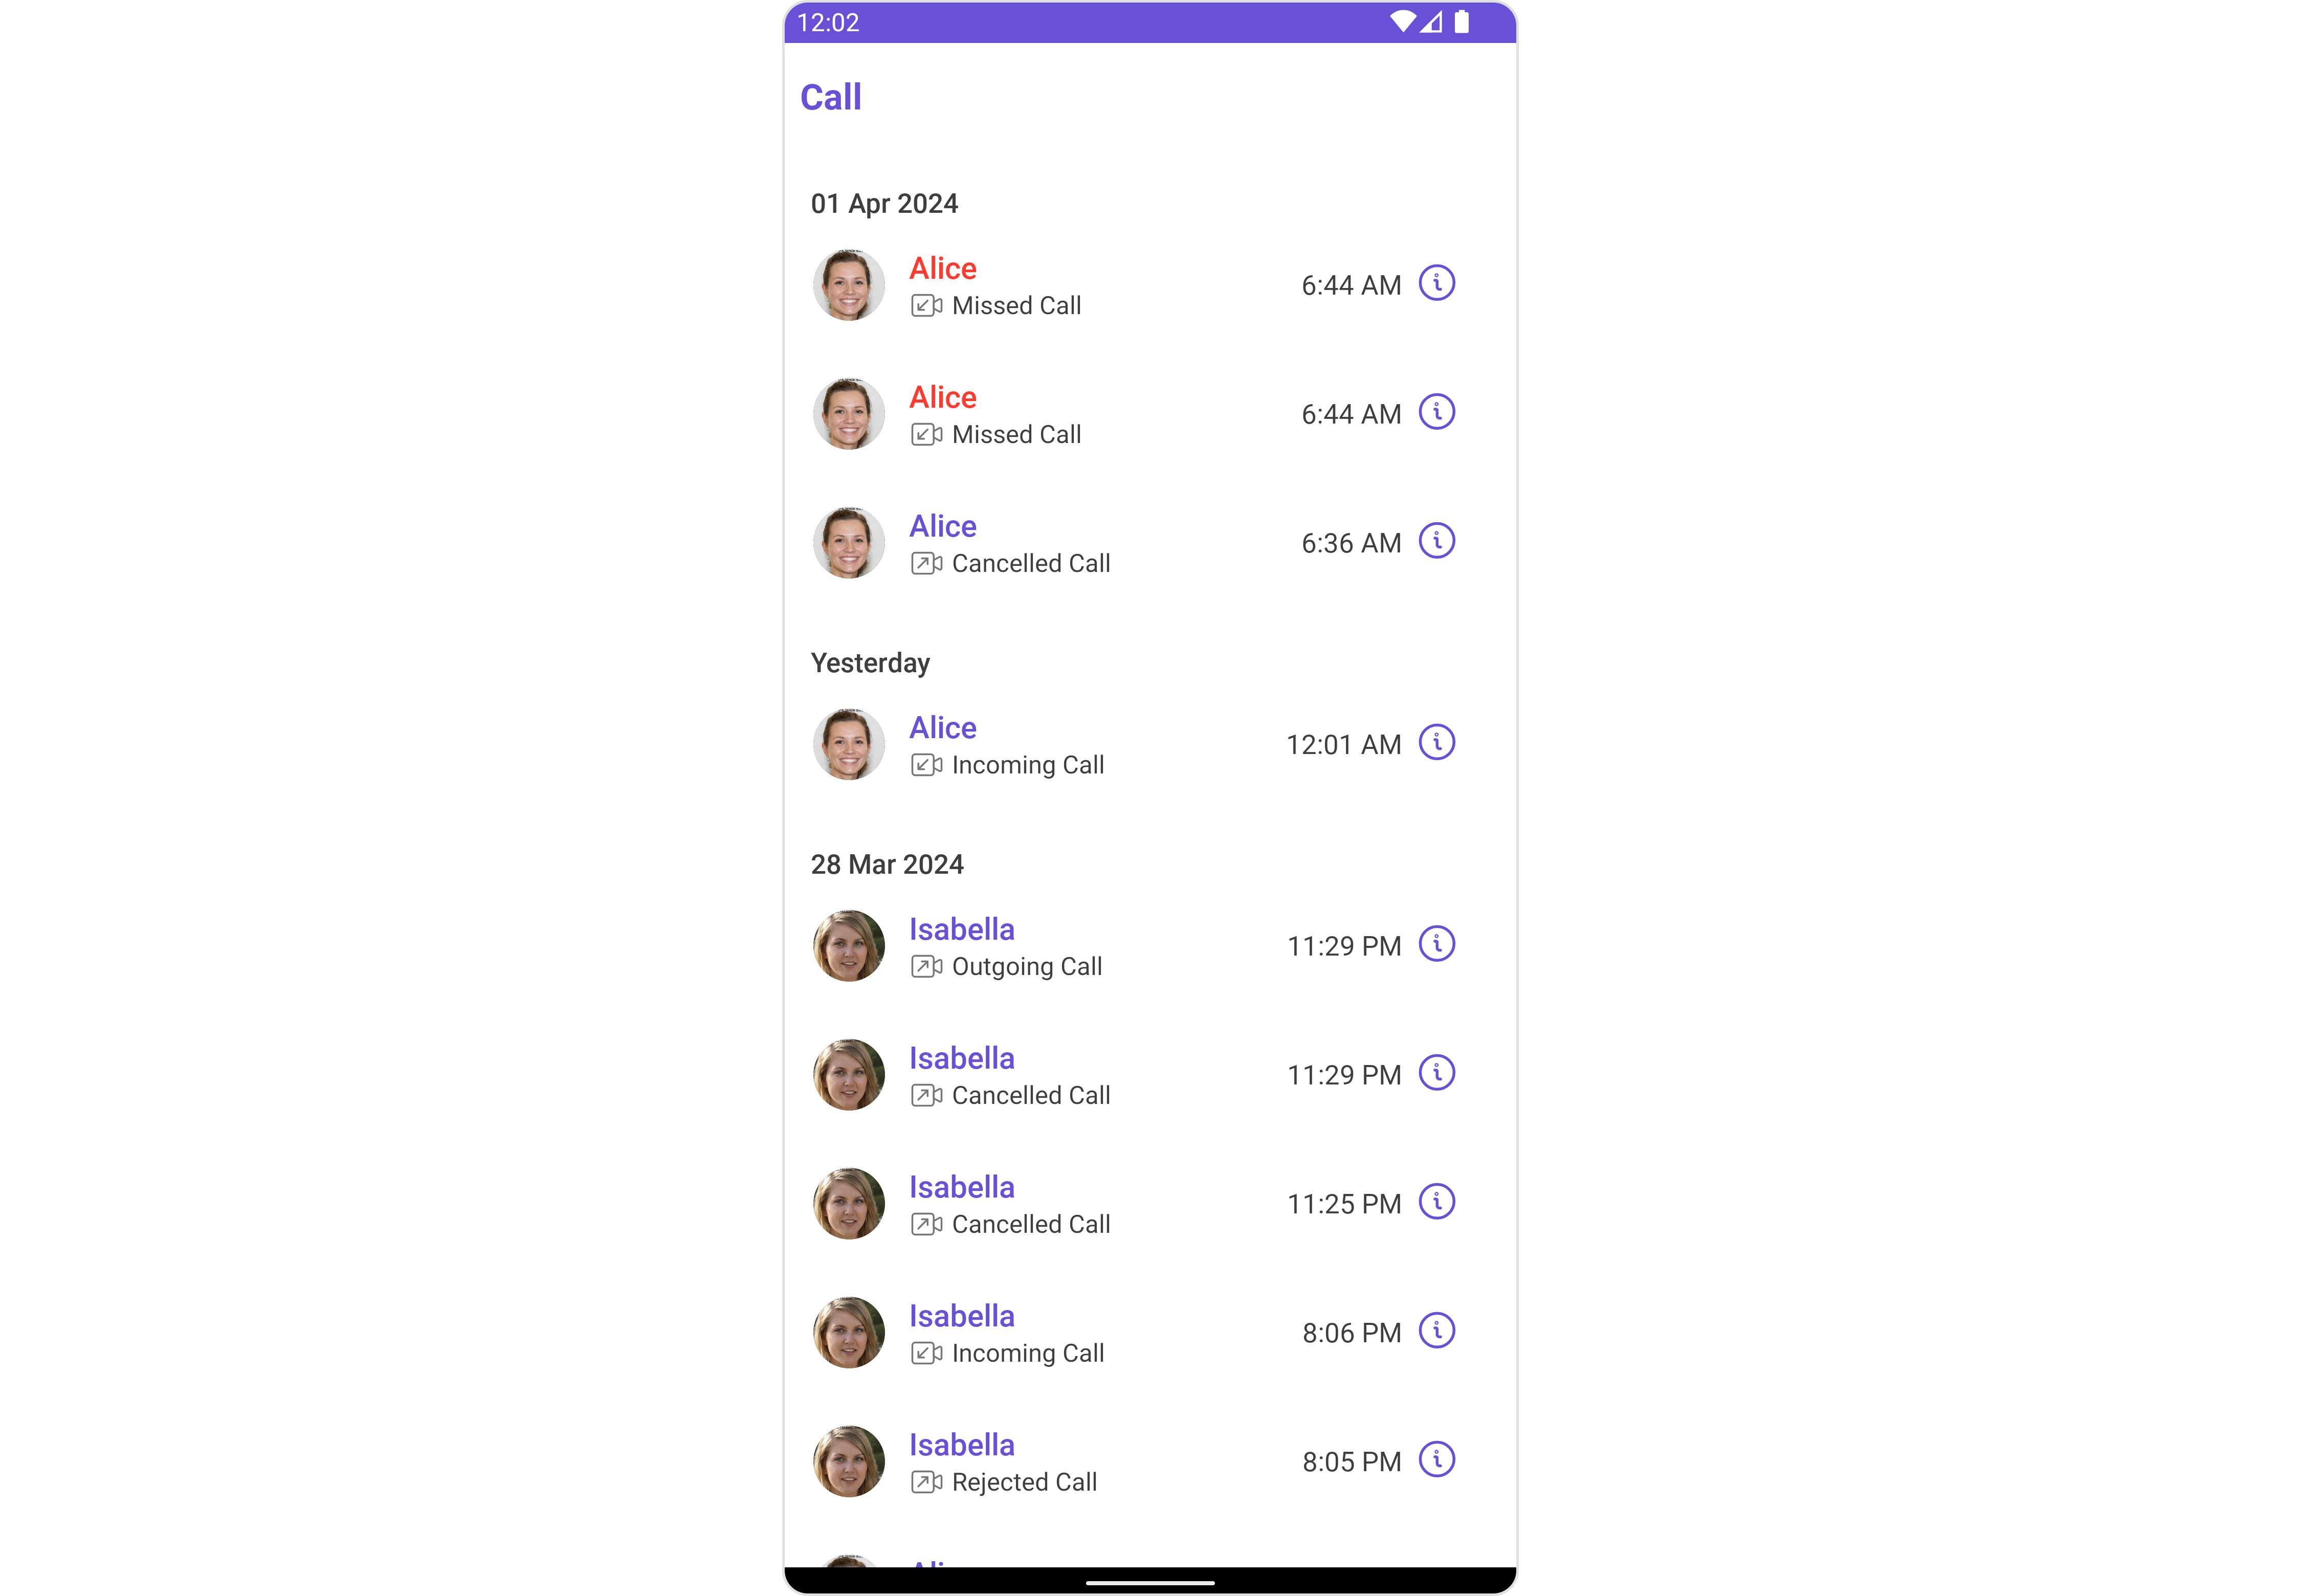 12:02
Call
01 Apr 2024
Alice
Missed Call
6:44 AM
Alice
Missed Call
6:44 AM
Alice
Cancelled Call
6:36 AM
Yesterday
Alice
Incoming Call
12:01 AM
28 Mar 2024
Isabella
Outgoing Call
11:29 PM
Isabella
Cancelled Call
11:29 PM
Isabella
Cancelled Call
11:25 PM
Isabella
Incoming Call
8:06 PM
Isabella
Rejected Call
8:05 PM